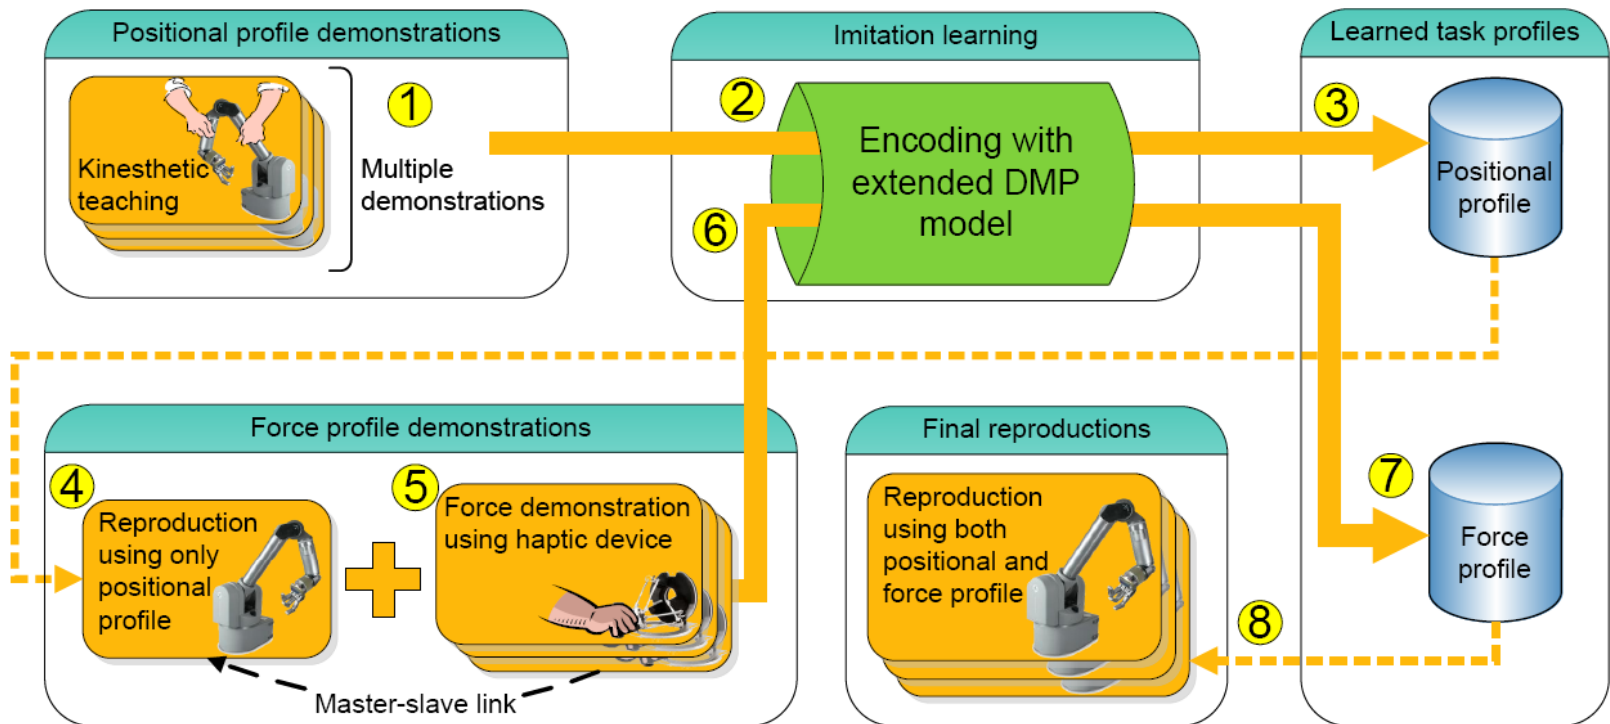 Positional profile demonstrations
Kinesthetic
teaching
1
Multiple
demonstrations
Imitation learning
2
6
Encoding with
extended DMP
model
Learned task profiles
3
Positional
profile
7
Force
profile
Force profile demonstrations
4
Reproduction
using only
positional
profile
5
Force demonstration
using haptic device
Master-slave link
Final reproductions
Reproduction
using both
positional and
force profile
8